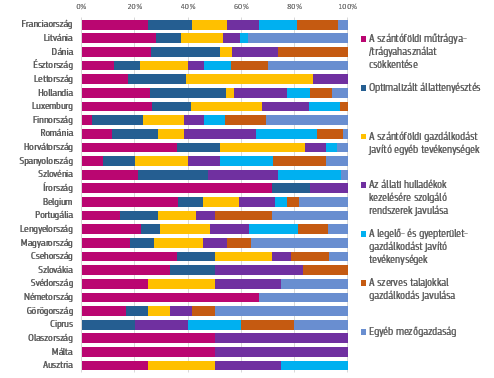 0% 20% 40% 60% 80% 100%
Franciaország
Litvánia
Dánia
Észtország
Lettország
Hollandia
Luxemburg
Finnország
Románia
Horvátország
Spanyolország
Szlovénia
Írország
Belgium
Portugália
Lengyelország
Magyarország
Csehország
Szlovákia
Svédország
Németország
Görögország
Ciprus
Olaszország
Málta
Ausztria
A szántóföldi műtrágya-
/trágyahasználat
csökkentése
Optimalizált állattenyésztés
A szántóföldi gazdálkodást
javító egyéb tevékenységek
Az állati hulladékok
kezelésére szolgáló
rendszerek javulása
A legelő- és gyepterület-
gazdálkodást javító
tevékenységek
A szerves talajokkal
gazdálkodás javulása
Egyéb mezőgazdaság